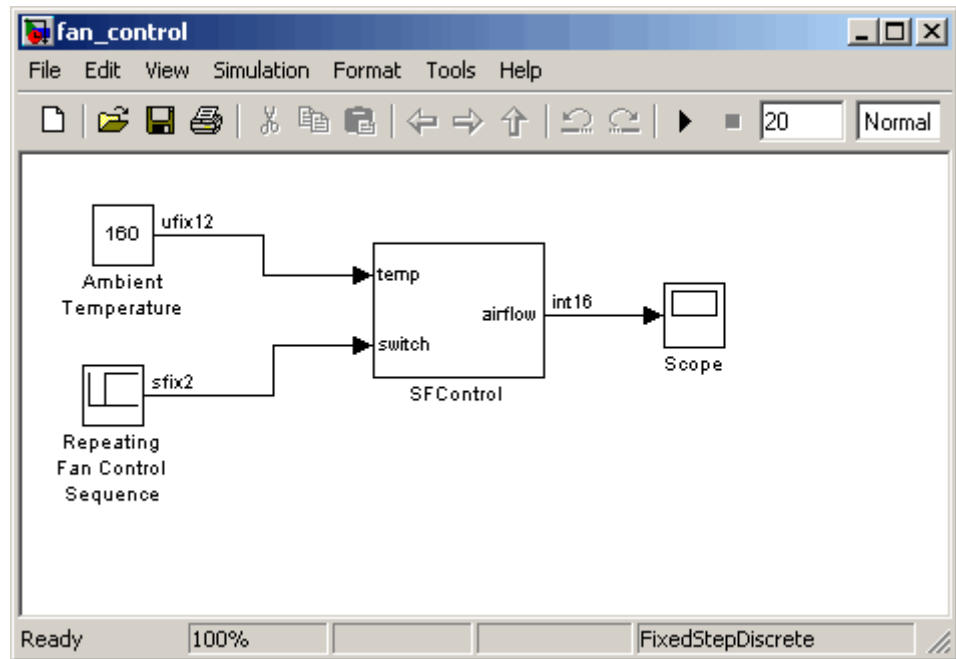 fan_control
File Edit View Simulation Format Tools Help
20 Normal
160
ufix12
Ambient
Temperature
temp
airflow
switch
SFControl
int16
Scope
sfix2
Repeating
Fan Control
Sequence
Ready 100% FixedStepDiscrete